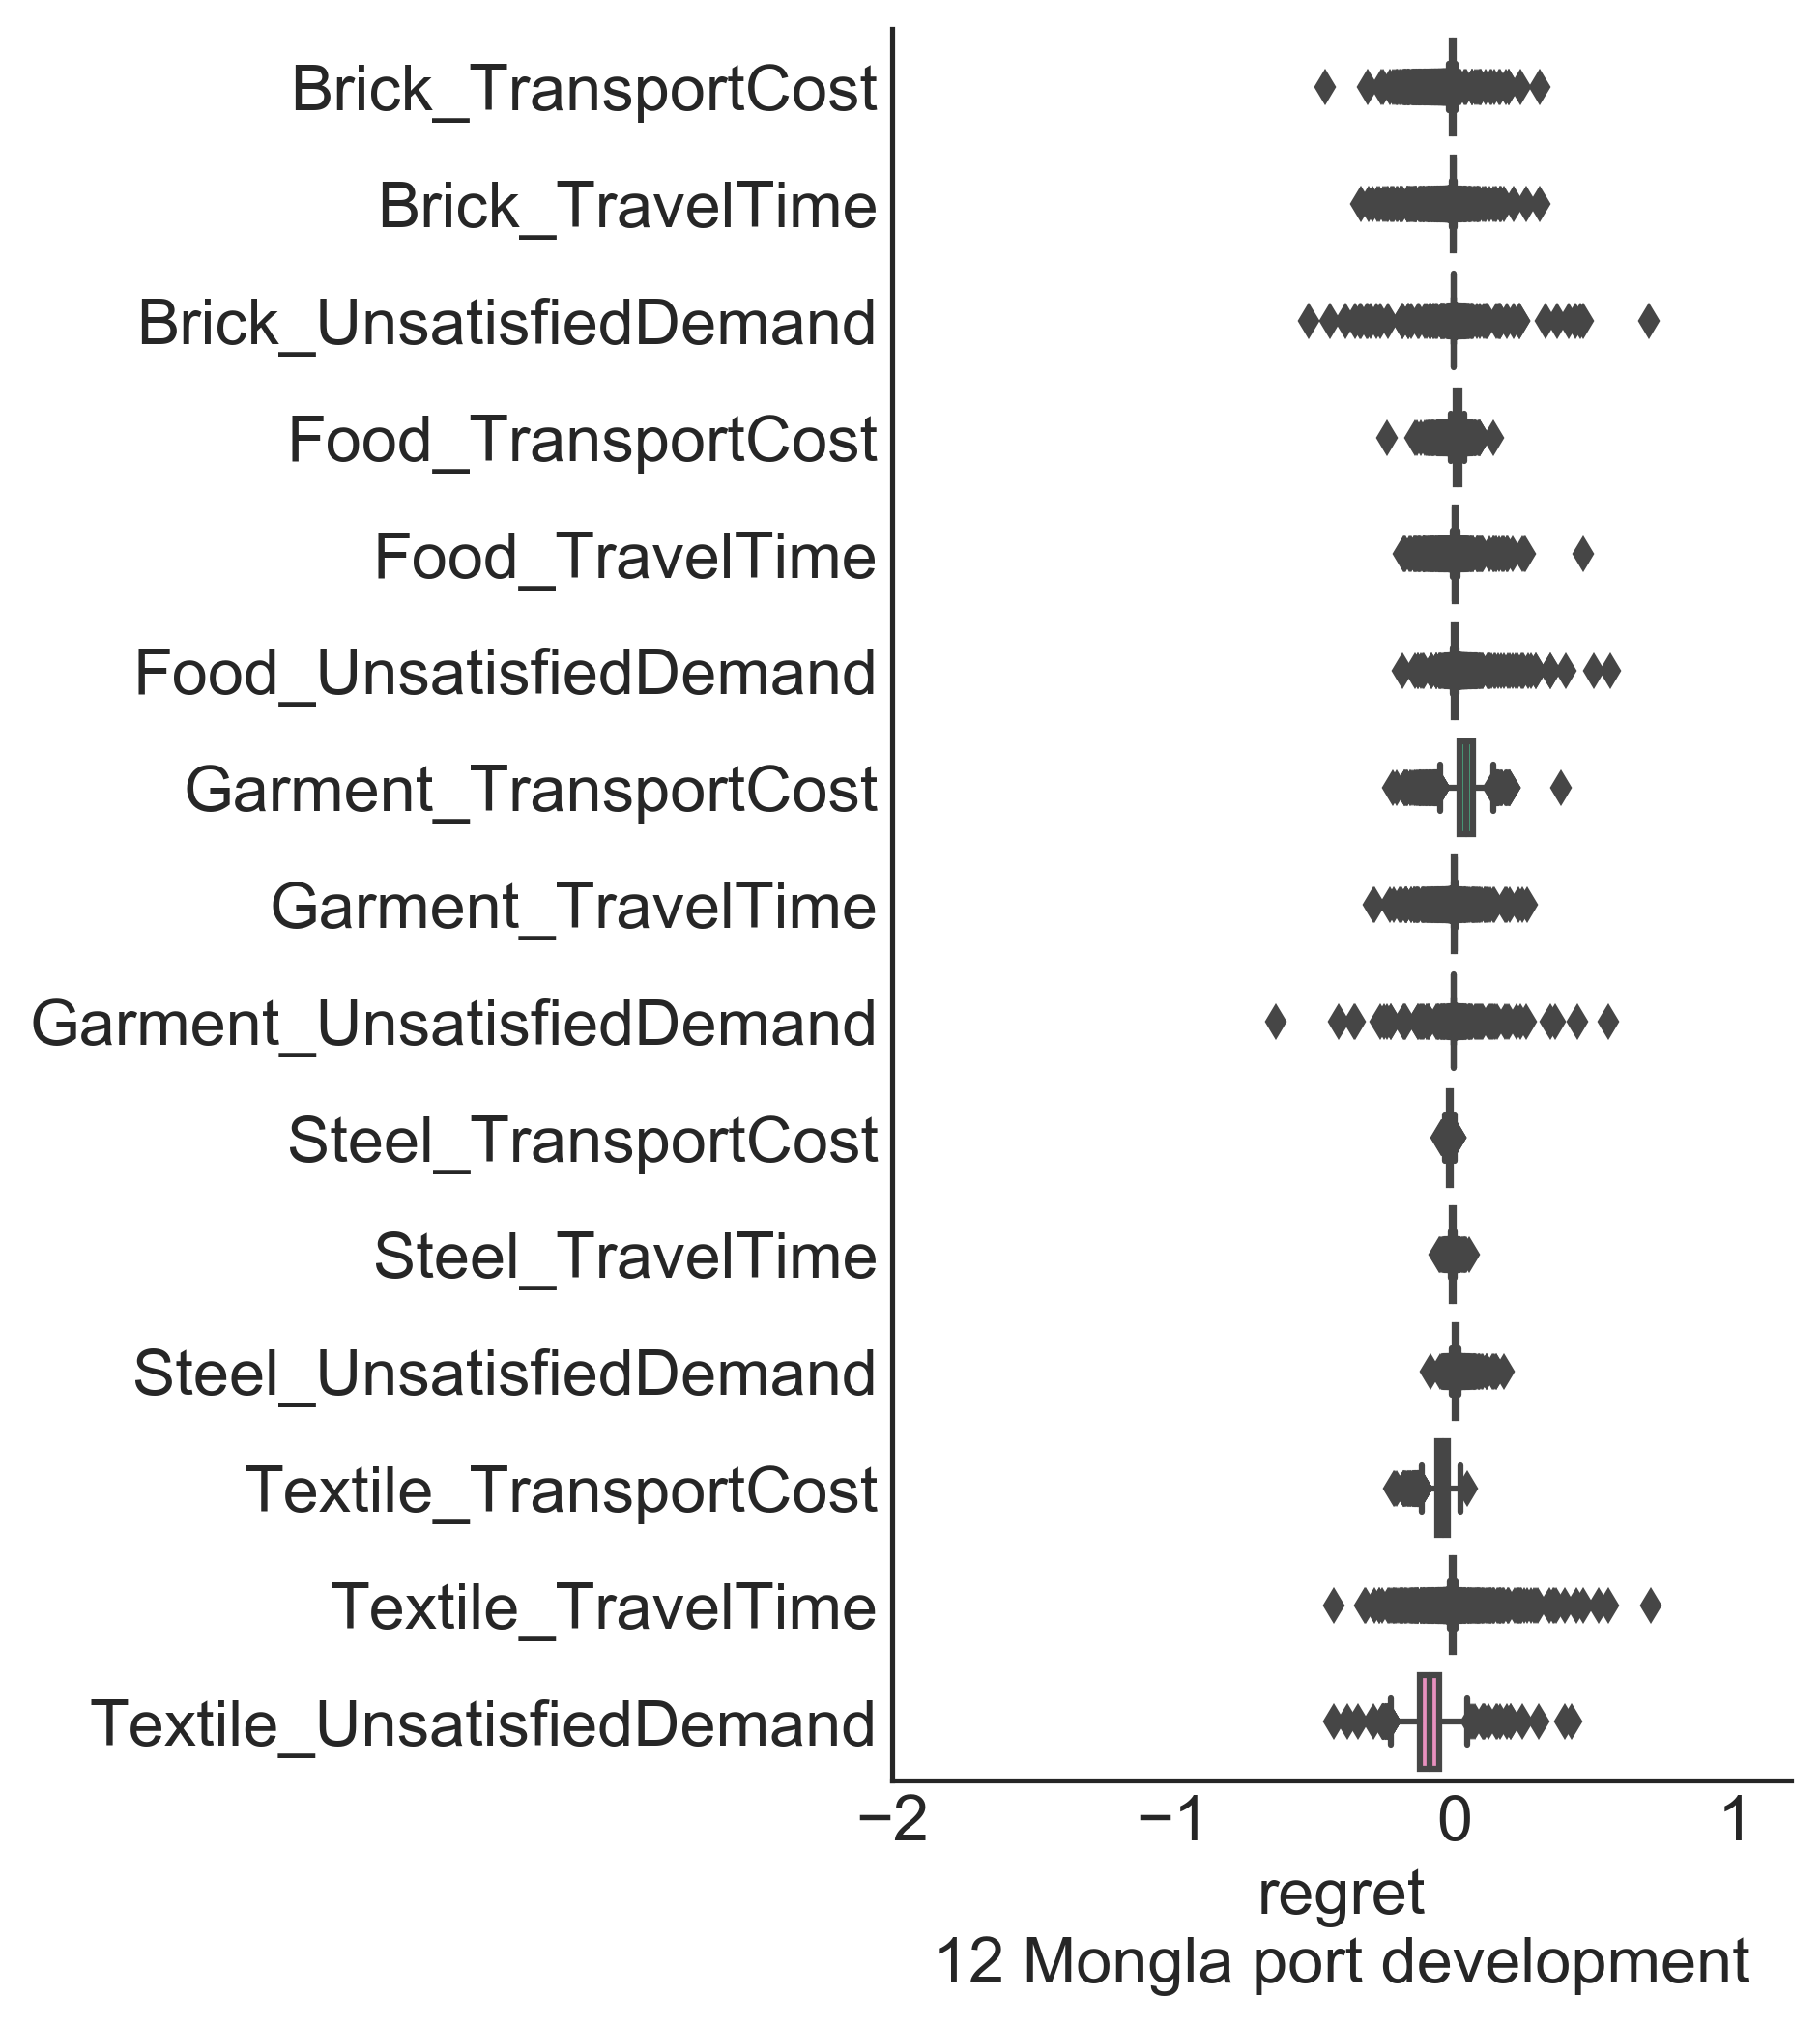 Brick_TransportCost
Brick_TravelTime
Brick_UnsatisfiedDemand
Food_TransportCost
Food_TravelTime
Food_UnsatisfiedDemand
Garment_TransportCost
Garment_TravelTime
Garment_UnsatisfiedDemand
Steel_TransportCost
Steel_TravelTime
Steel_UnsatisfiedDemand
Textile_TransportCost
Textile_TravelTime
Textile_UnsatisfiedDemand
−2 −1 0 1
regret
12 Mongla port development